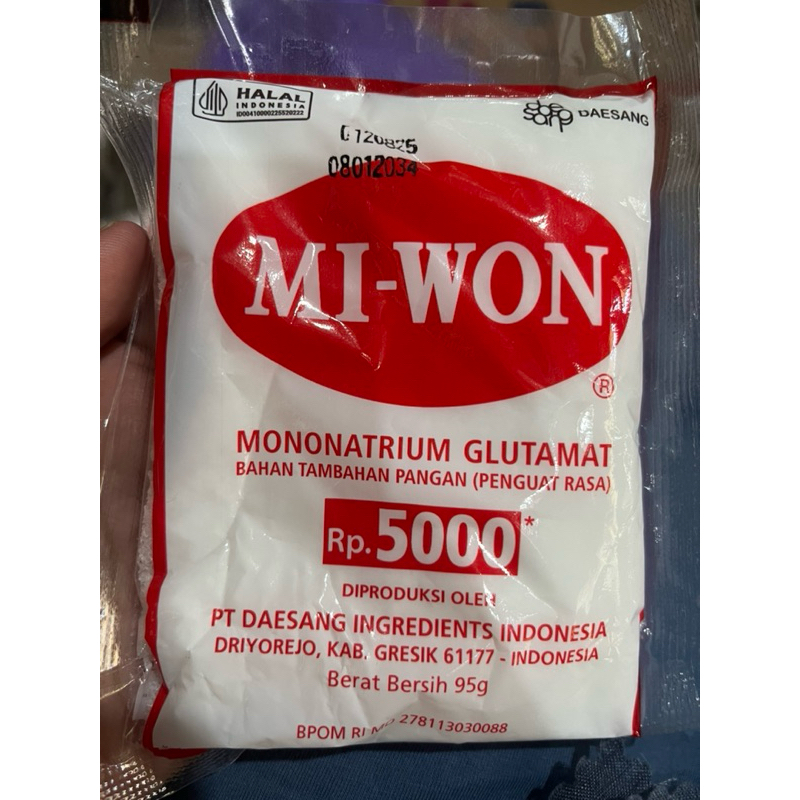 HALAL
INDONESIA
ID00410000225520222
DAESANG
DAESANG
0120825
08012034
MI-WON
®
MONONATRIUM GLUTAMAT
BAHAN TAMBAHAN PANGAN (PENGUAT RASA)
Rp.5000*
DIPRODUKSI OLEH
PT DAESANG INGREDIENTS INDONESIA
DRIYOREJO, KAB. GRESIK 61177 - INDONESIA
Berat Bersih 95g
BPOM RI MD 278113030088